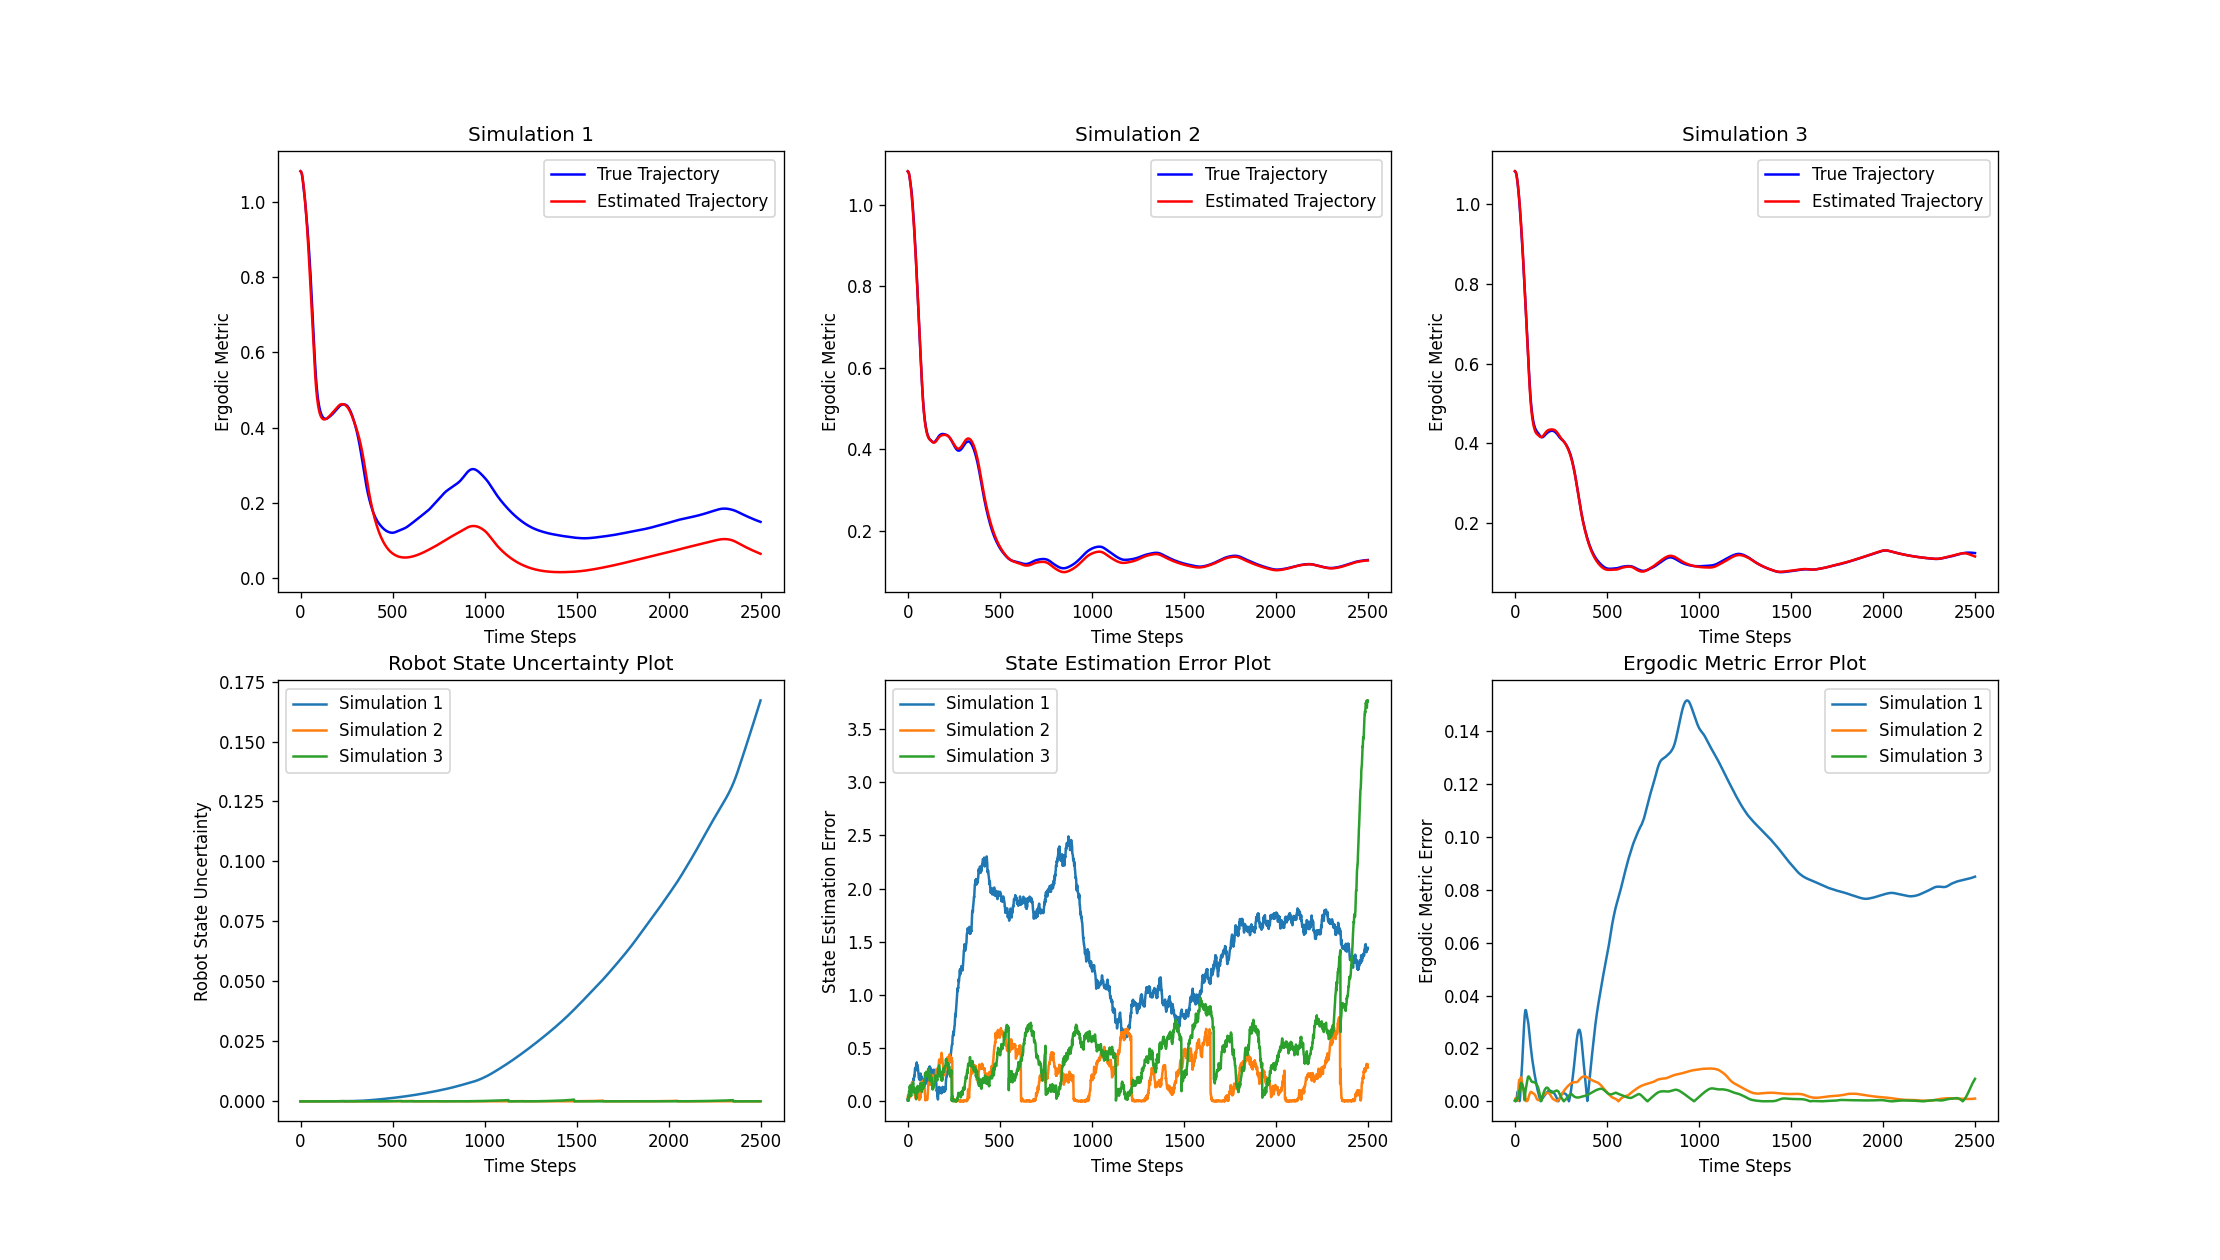 Simulation 1
Simulation 2
Simulation 3
True Trajectory
Estimated Trajectory
True Trajectory
Estimated Trajectory
True Trajectory
Estimated Trajectory
Ergodic Metric
1.0
0.8
0.6
0.4
0.2
0.0
Ergodic Metric
1.0
0.8
0.6
0.4
0.2
Ergodic Metric
1.0
0.8
0.6
0.4
0.2
0 500 1000 1500 2000 2500
0 500 1000 1500 2000 2500
0 500 1000 1500 2000 2500
Time Steps
Time Steps
Time Steps
Robot State Uncertainty Plot
State Estimation Error Plot
Ergodic Metric Error Plot
Simulation 1
Simulation 2
Simulation 3
Simulation 1
Simulation 2
Simulation 3
Simulation 1
Simulation 2
Simulation 3
Robot State Uncertainty
0.175
0.150
0.125
0.100
0.075
0.050
0.025
0.000
State Estimation Error
3.5
3.0
2.5
2.0
1.5
1.0
0.5
0.0
Ergodic Metric Error
0.14
0.12
0.10
0.08
0.06
0.04
0.02
0.00
0 500 1000 1500 2000 2500
0 500 1000 1500 2000 2500
0 500 1000 1500 2000 2500
Time Steps
Time Steps
Time Steps